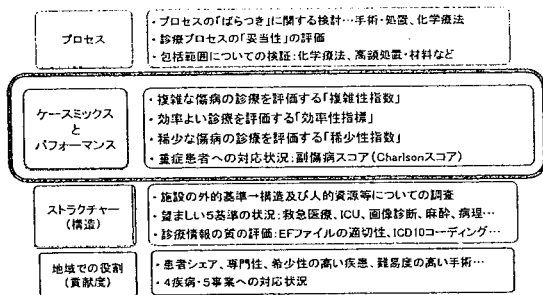 プロセス
・プロセスの「ばらつき」に関する検討…手術・処置、化学療法
・診療プロセスの「妥当性」の評価
・包括範囲についての検証:化学療法、高額処置・材料など
ケースミックス
と
パフォーマンス
・複雑な傷病の診療を評価する「複雑性指数」
・効率よい診療を評価する「効率性指標」
・稀少な傷病の診療を評価する「稀少性指数」
・重症患者への対応状況:副傷病スコア(Charlsonスコア)
ストラクチャー
(構造)
・施設の外的基準→構造及び人的資源等についての調査
・望ましい5基準の状況:救急医療、ICU、画像診断、麻酔、病理…
・診療情報の質の評価:EFファイルの適切性、ICD10コーディング…
地域での役割
(貢献度)
・患者シェア、専門性、希少性の高い疾患、難易度の高い手術…
・4疾病・5事業への対応状況